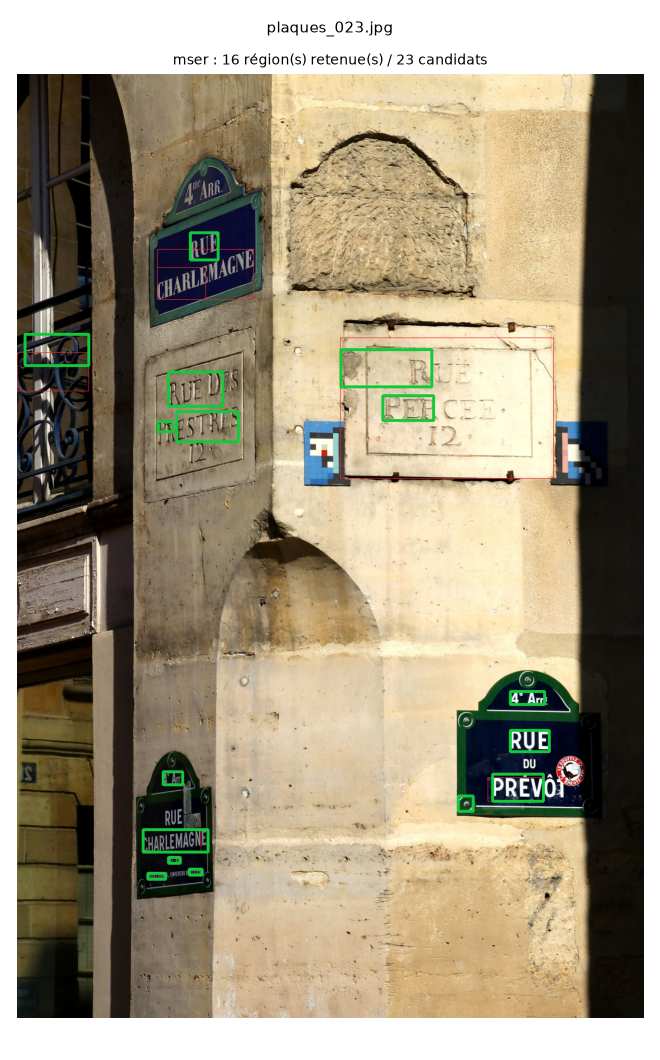 plaques_023.jpg
mser : 16 région(s) retenue(s) / 23 candidats
4me ARR.
RUE
CHARLEMAGNE
RUE DES
PRESTRES
12
RUE
PERCEE
12
4e Arr
RUE
DU
PRÉVÔT
4e Arr
RUE
CHARLEMAGNE